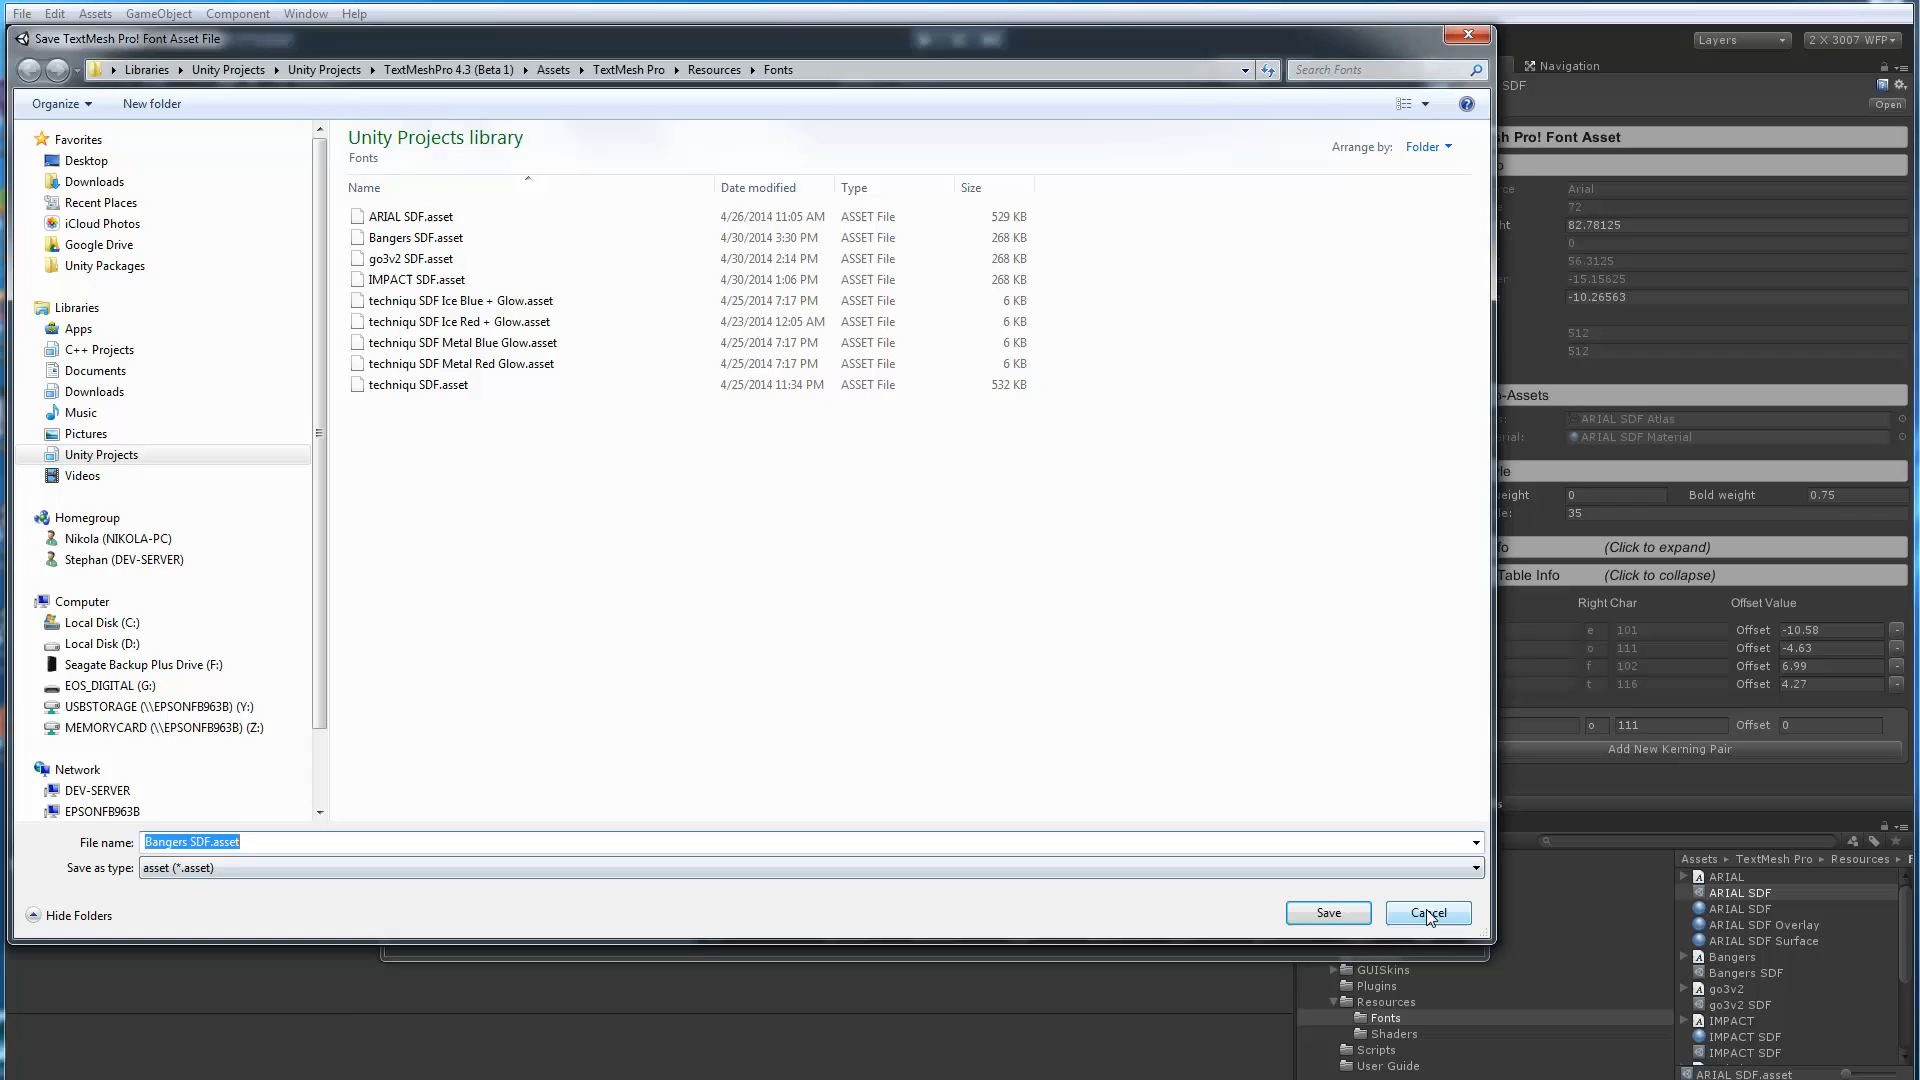 File Edit Assets GameObject Component Window Help
Save TextMesh Pro! Font Asset File
Layers 2 X 3007 WFP
Libraries Unity Projects Unity Projects TextMeshPro 4.3 (Beta 1) Assets TextMesh Pro Resources Fonts Search Fonts
Navigation
SDF
Open
Organize New folder
Favorites
Desktop
Downloads
Recent Places
iCloud Photos
Google Drive
Unity Packages
Libraries
Apps
C++ Projects
Documents
Downloads
Music
Pictures
Unity Projects
Videos
Homegroup
Nikola (NIKOLA-PC)
Stephan (DEV-SERVER)
Computer
Local Disk (C:)
Local Disk (D:)
Seagate Backup Plus Drive (F:)
EOS_DIGITAL (G:)
USBSTORAGE (\\EPSONFB963B) (Y:)
MEMORYCARD (\\EPSONFB963B) (Z:)
Network
DEV-SERVER
EPSONFB963B
Unity Projects library
Fonts
Arrange by: Folder
Name Date modified Type Size
ARIAL SDF.asset 4/26/2014 11:05 AM ASSET File 529 KB
Bangers SDF.asset 4/30/2014 3:30 PM ASSET File 268 KB
go3v2 SDF.asset 4/30/2014 2:14 PM ASSET File 268 KB
IMPACT SDF.asset 4/30/2014 1:06 PM ASSET File 268 KB
techniqu SDF Ice Blue + Glow.asset 4/25/2014 7:17 PM ASSET File 6 KB
techniqu SDF Ice Red + Glow.asset 4/23/2014 12:05 AM ASSET File 6 KB
techniqu SDF Metal Blue Glow.asset 4/25/2014 7:17 PM ASSET File 6 KB
techniqu SDF Metal Red Glow.asset 4/25/2014 7:17 PM ASSET File 6 KB
techniqu SDF.asset 4/25/2014 11:34 PM ASSET File 532 KB
File name: Bangers SDF.asset
Save as type: asset (*.asset)
Hide Folders Save Cancel
sh Pro! Font Asset
o
rce Arial
72
ht 82.78125
0
56.3125
er -15.15625
e -10.26563
512
512
o-Assets
s: ARIAL SDF Atlas
rial: ARIAL SDF Material
yle
weight 0 Bold weight 0.75
le: 35
fo (Click to expand)
Table Info (Click to collapse)
Right Char Offset Value
e 101 Offset -10.58 -
o 111 Offset -4.63 -
f 102 Offset 6.99 -
t 116 Offset 4.27 -
o 111 Offset 0
Add New Kerning Pair
s
GUISkins
Plugins
Resources
Fonts
Shaders
Scripts
User Guide
Assets TextMesh Pro Resources F
ARIAL
ARIAL SDF
ARIAL SDF
ARIAL SDF Overlay
ARIAL SDF Surface
Bangers
Bangers SDF
go3v2
go3v2 SDF
IMPACT
IMPACT SDF
IMPACT SDF
ARIAL SDF.asset